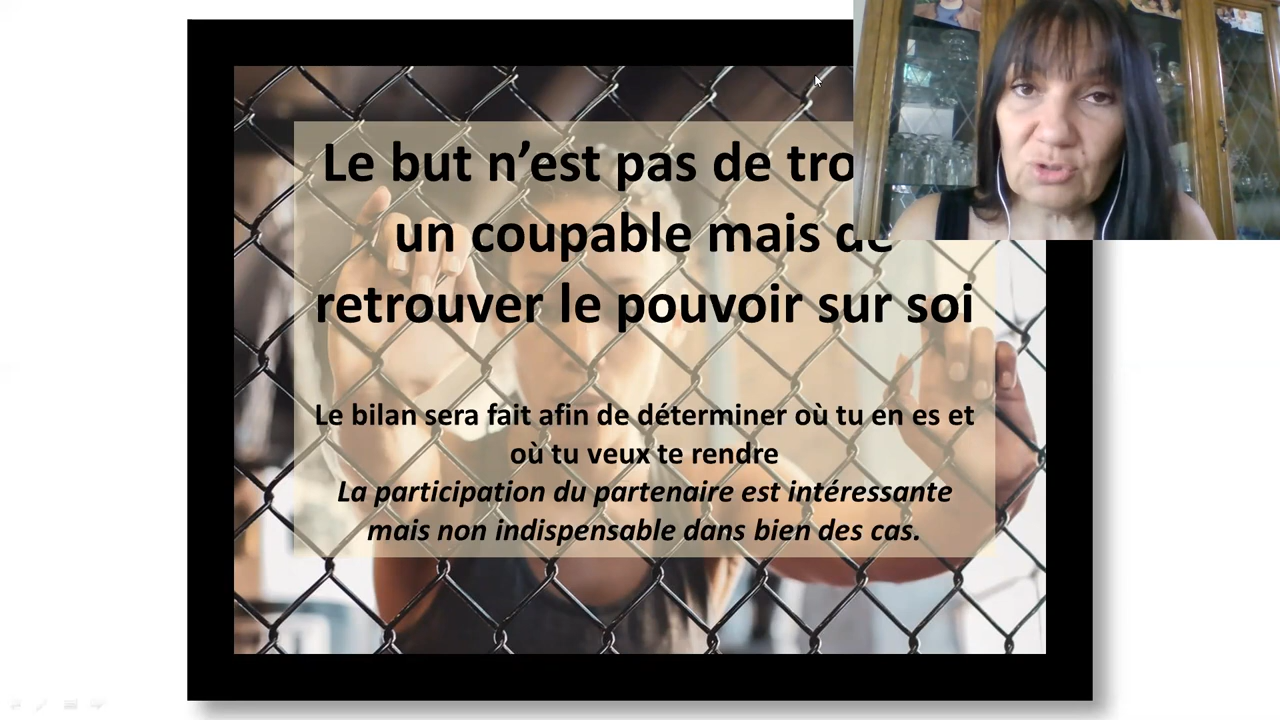 Le but n’est pas de
un coupable mais de
retrouver le pouvoir sur soi
Le bilan sera fait afin de déterminer où tu en es et
où tu veux te rendre
La participation du partenaire est intéressante
mais non indispensable dans bien des cas.